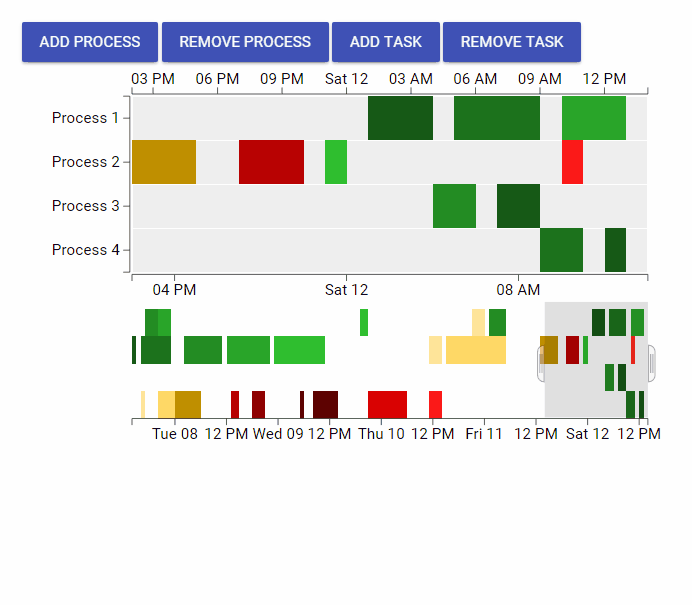 ADD PROCESS REMOVE PROCESS ADD TASK REMOVE TASK
03 PM 06 PM 09 PM Sat 12 03 AM 06 AM 09 AM 12 PM
Process 1
Process 2
Process 3
Process 4
04 PM Sat 12 08 AM
Tue 08 12 PM Wed 09 12 PM Thu 10 12 PM Fri 11 12 PM Sat 12 12 PM